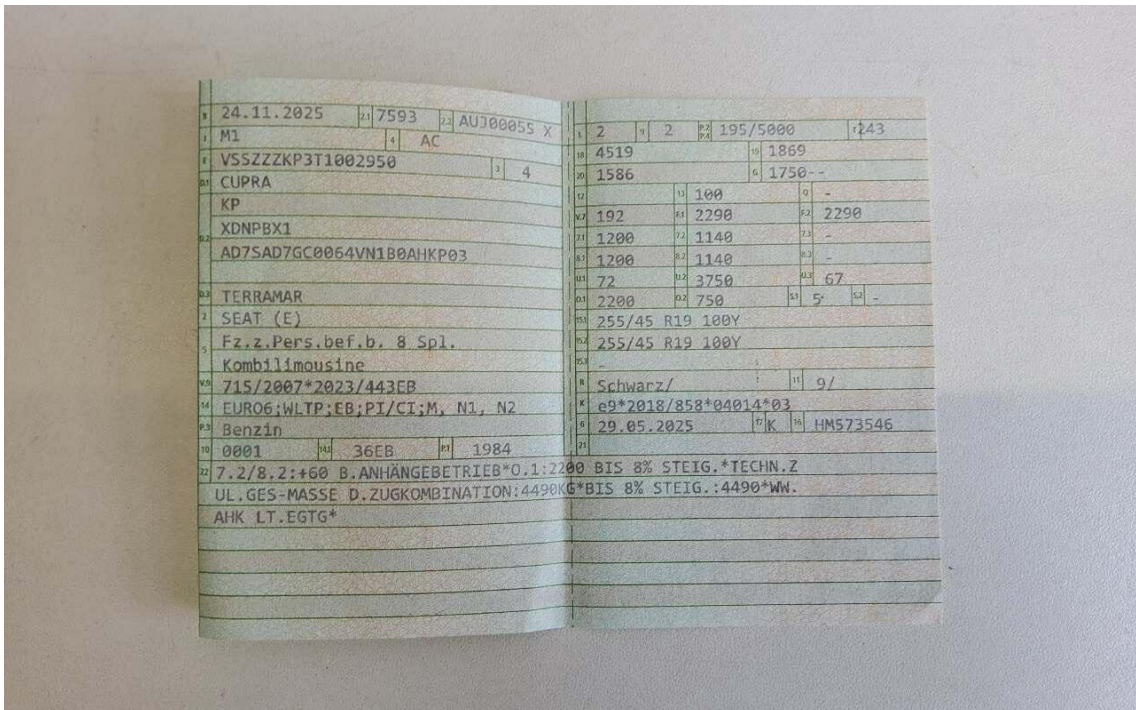 B 24.11.2025 2.1 7593 2.2 AUJ00055 X
J M1 4 AC
E VSSZZZKP3T1002950 3 4
D.1 CUPRA
KP
D.2 XDNPBX1
AD7SAD7GC0064VN1B0AHKP03
D.3 TERRAMAR
2 SEAT (E)
5 Fz.z.Pers.bef.b. 8 Spl.
Kombilimousine
V.9 715/2007*2023/443EB
14 EURO6;WLTP;EB;PI/CI;M, N1, N2
P.3 Benzin
10 0001 14.1 36EB P.1 1984
L 2 9 2 P.2 P.4 195/5000 T 243
18 4519 19 1869
20 1586 G 1750--
12 13 100 Q -
V.7 192 F.1 2290 F.2 2290
7.1 1200 7.2 1140 7.3 -
8.1 1200 8.2 1140 8.3 -
U.1 72 U.2 3750 U.3 67
O.1 2200 O.2 750 S.1 5 S.2 -
15.1 255/45 R19 100Y
15.2 255/45 R19 100Y
15.3 -
R Schwarz/ 11 9/
K e9*2018/858*04014*03
6 29.05.2025 17 K 16 HM573546
21
22 7.2/8.2:+60 B.ANHÄNGEBETRIEB*O.1:2200 BIS 8% STEIG.*TECHN.Z
UL.GES-MASSE D.ZUGKOMBINATION:4490KG*BIS 8% STEIG.:4490*WW.
AHK LT.EGTG*